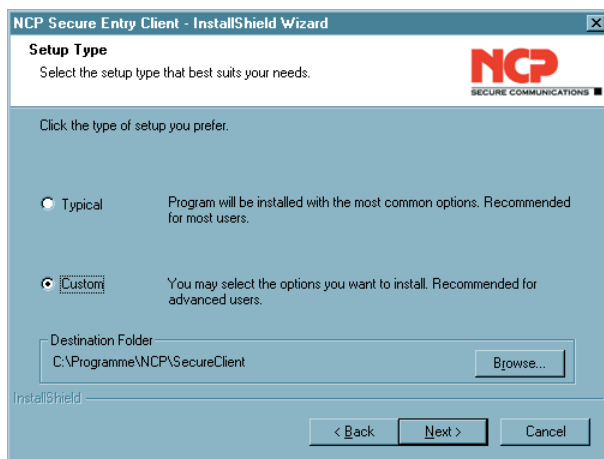 NCP Secure Entry Client - InstallShield Wizard
Setup Type
Select the setup type that best suits your needs.
NCP
SECURE COMMUNICATIONS
Click the type of setup you prefer.
Typical
Program will be installed with the most common options. Recommended
for most users.
Custom
You may select the options you want to install. Recommended for
advanced users.
Destination Folder
C:\Programme\NCP\SecureClient
Browse...
InstallShield
< Back
Next >
Cancel